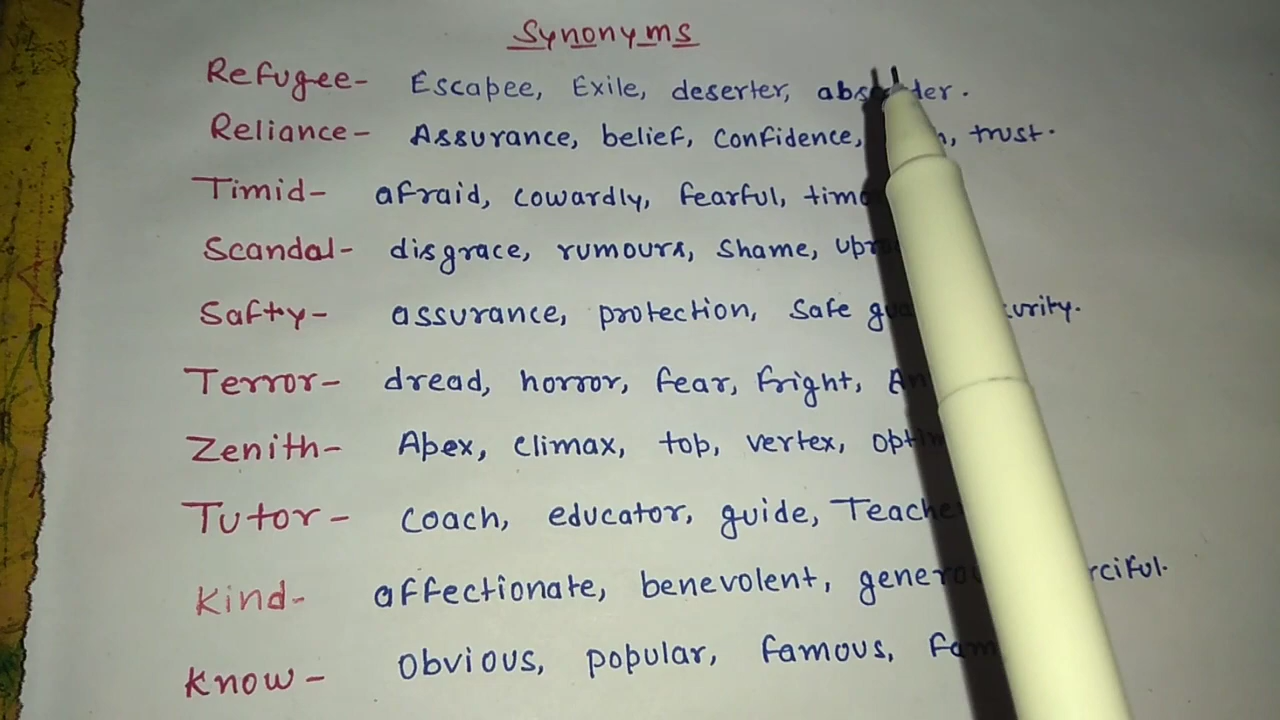 Synonyms
Refugee- Escapee, Exile, deserter,
Reliance- Assurance, belief, Confidence, trust.
Timid- afraid, cowardly, fearful,
Scandal- disgrace, rumours, Shame,
Safty- assurance, protection, Safe
Terror- dread, horror, fear, fright,
Zenith- Apex, climax, top, vertex,
Tutor- coach, educator, guide,
Kind- affectionate, benevolent,
Know- Obvious, popular, famous,